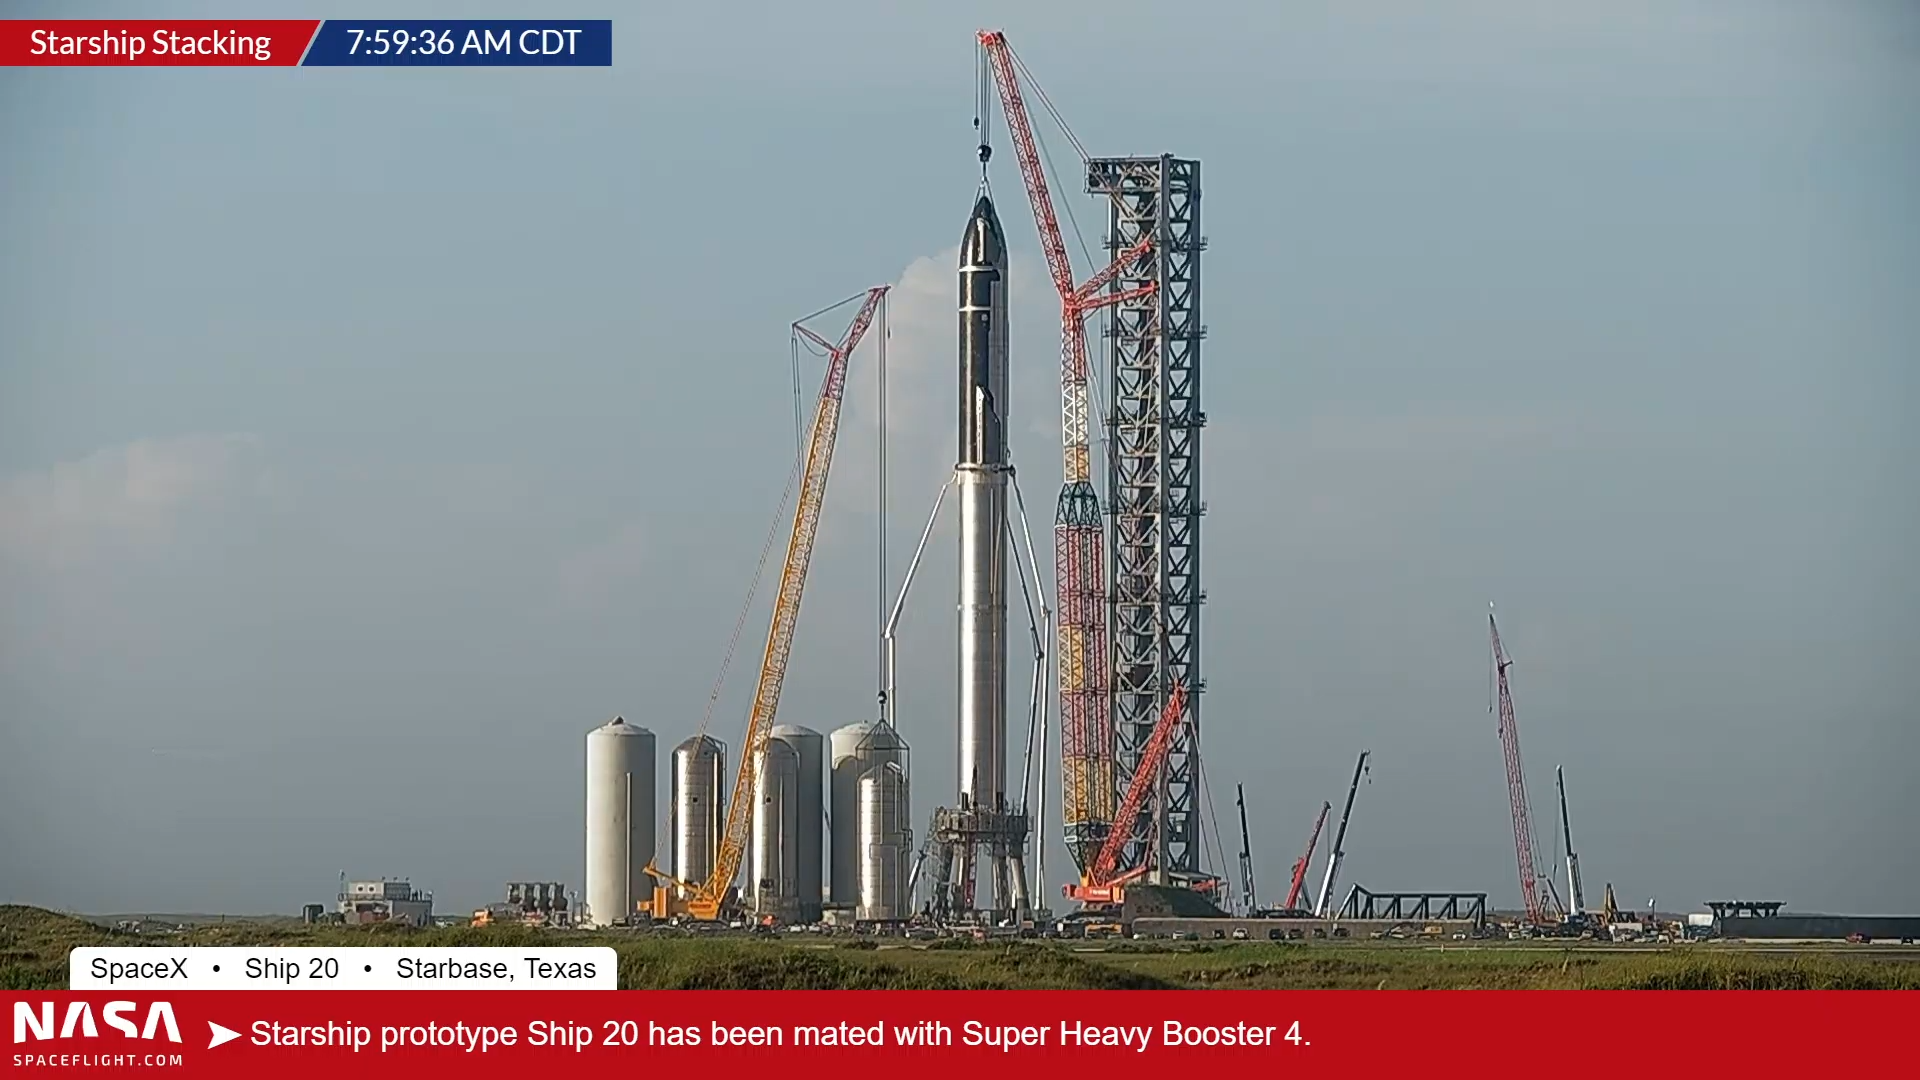 Starship Stacking
7:59:36 AM CDT
SpaceX • Ship 20 • Starbase, Texas
NASA
SPACEFLIGHT.COM
Starship prototype Ship 20 has been mated with Super Heavy Booster 4.